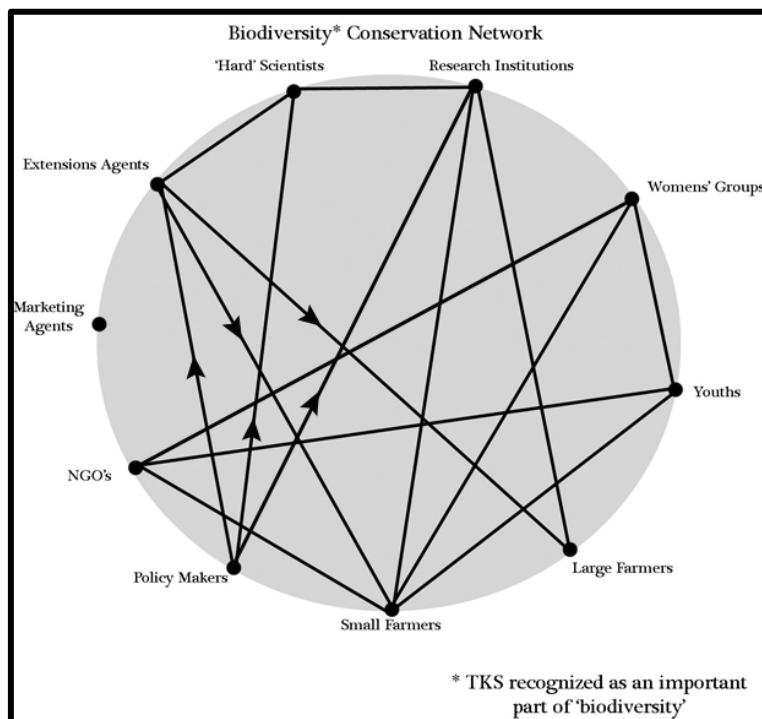 Biodiversity* Conservation Network
'Hard' Scientists
Research Institutions
Extensions Agents
Womens' Groups
Marketing
Agents
Youths
NGO's
Policy Makers
Large Farmers
Small Farmers
* TKS recognized as an important
part of 'biodiversity'